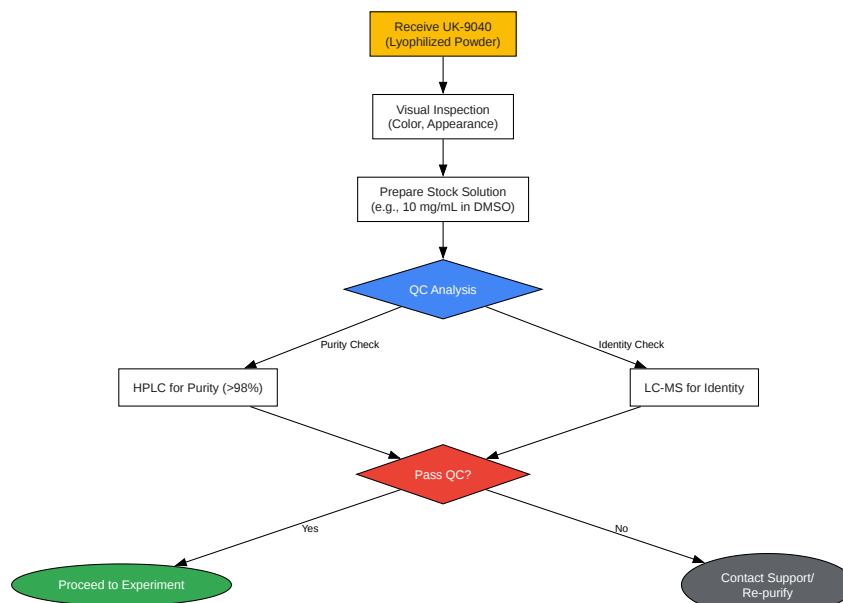 Receive UK-9040
(Lyophilized Powder)
Visual Inspection
(Color, Appearance)
Prepare Stock Solution
(e.g., 10 mg/mL in DMSO)
QC Analysis
Purity Check
Identity Check
HPLC for Purity (>98%)
LC-MS for Identity
Pass QC?
Yes
No
Proceed to Experiment
Contact Support/
Re-purify